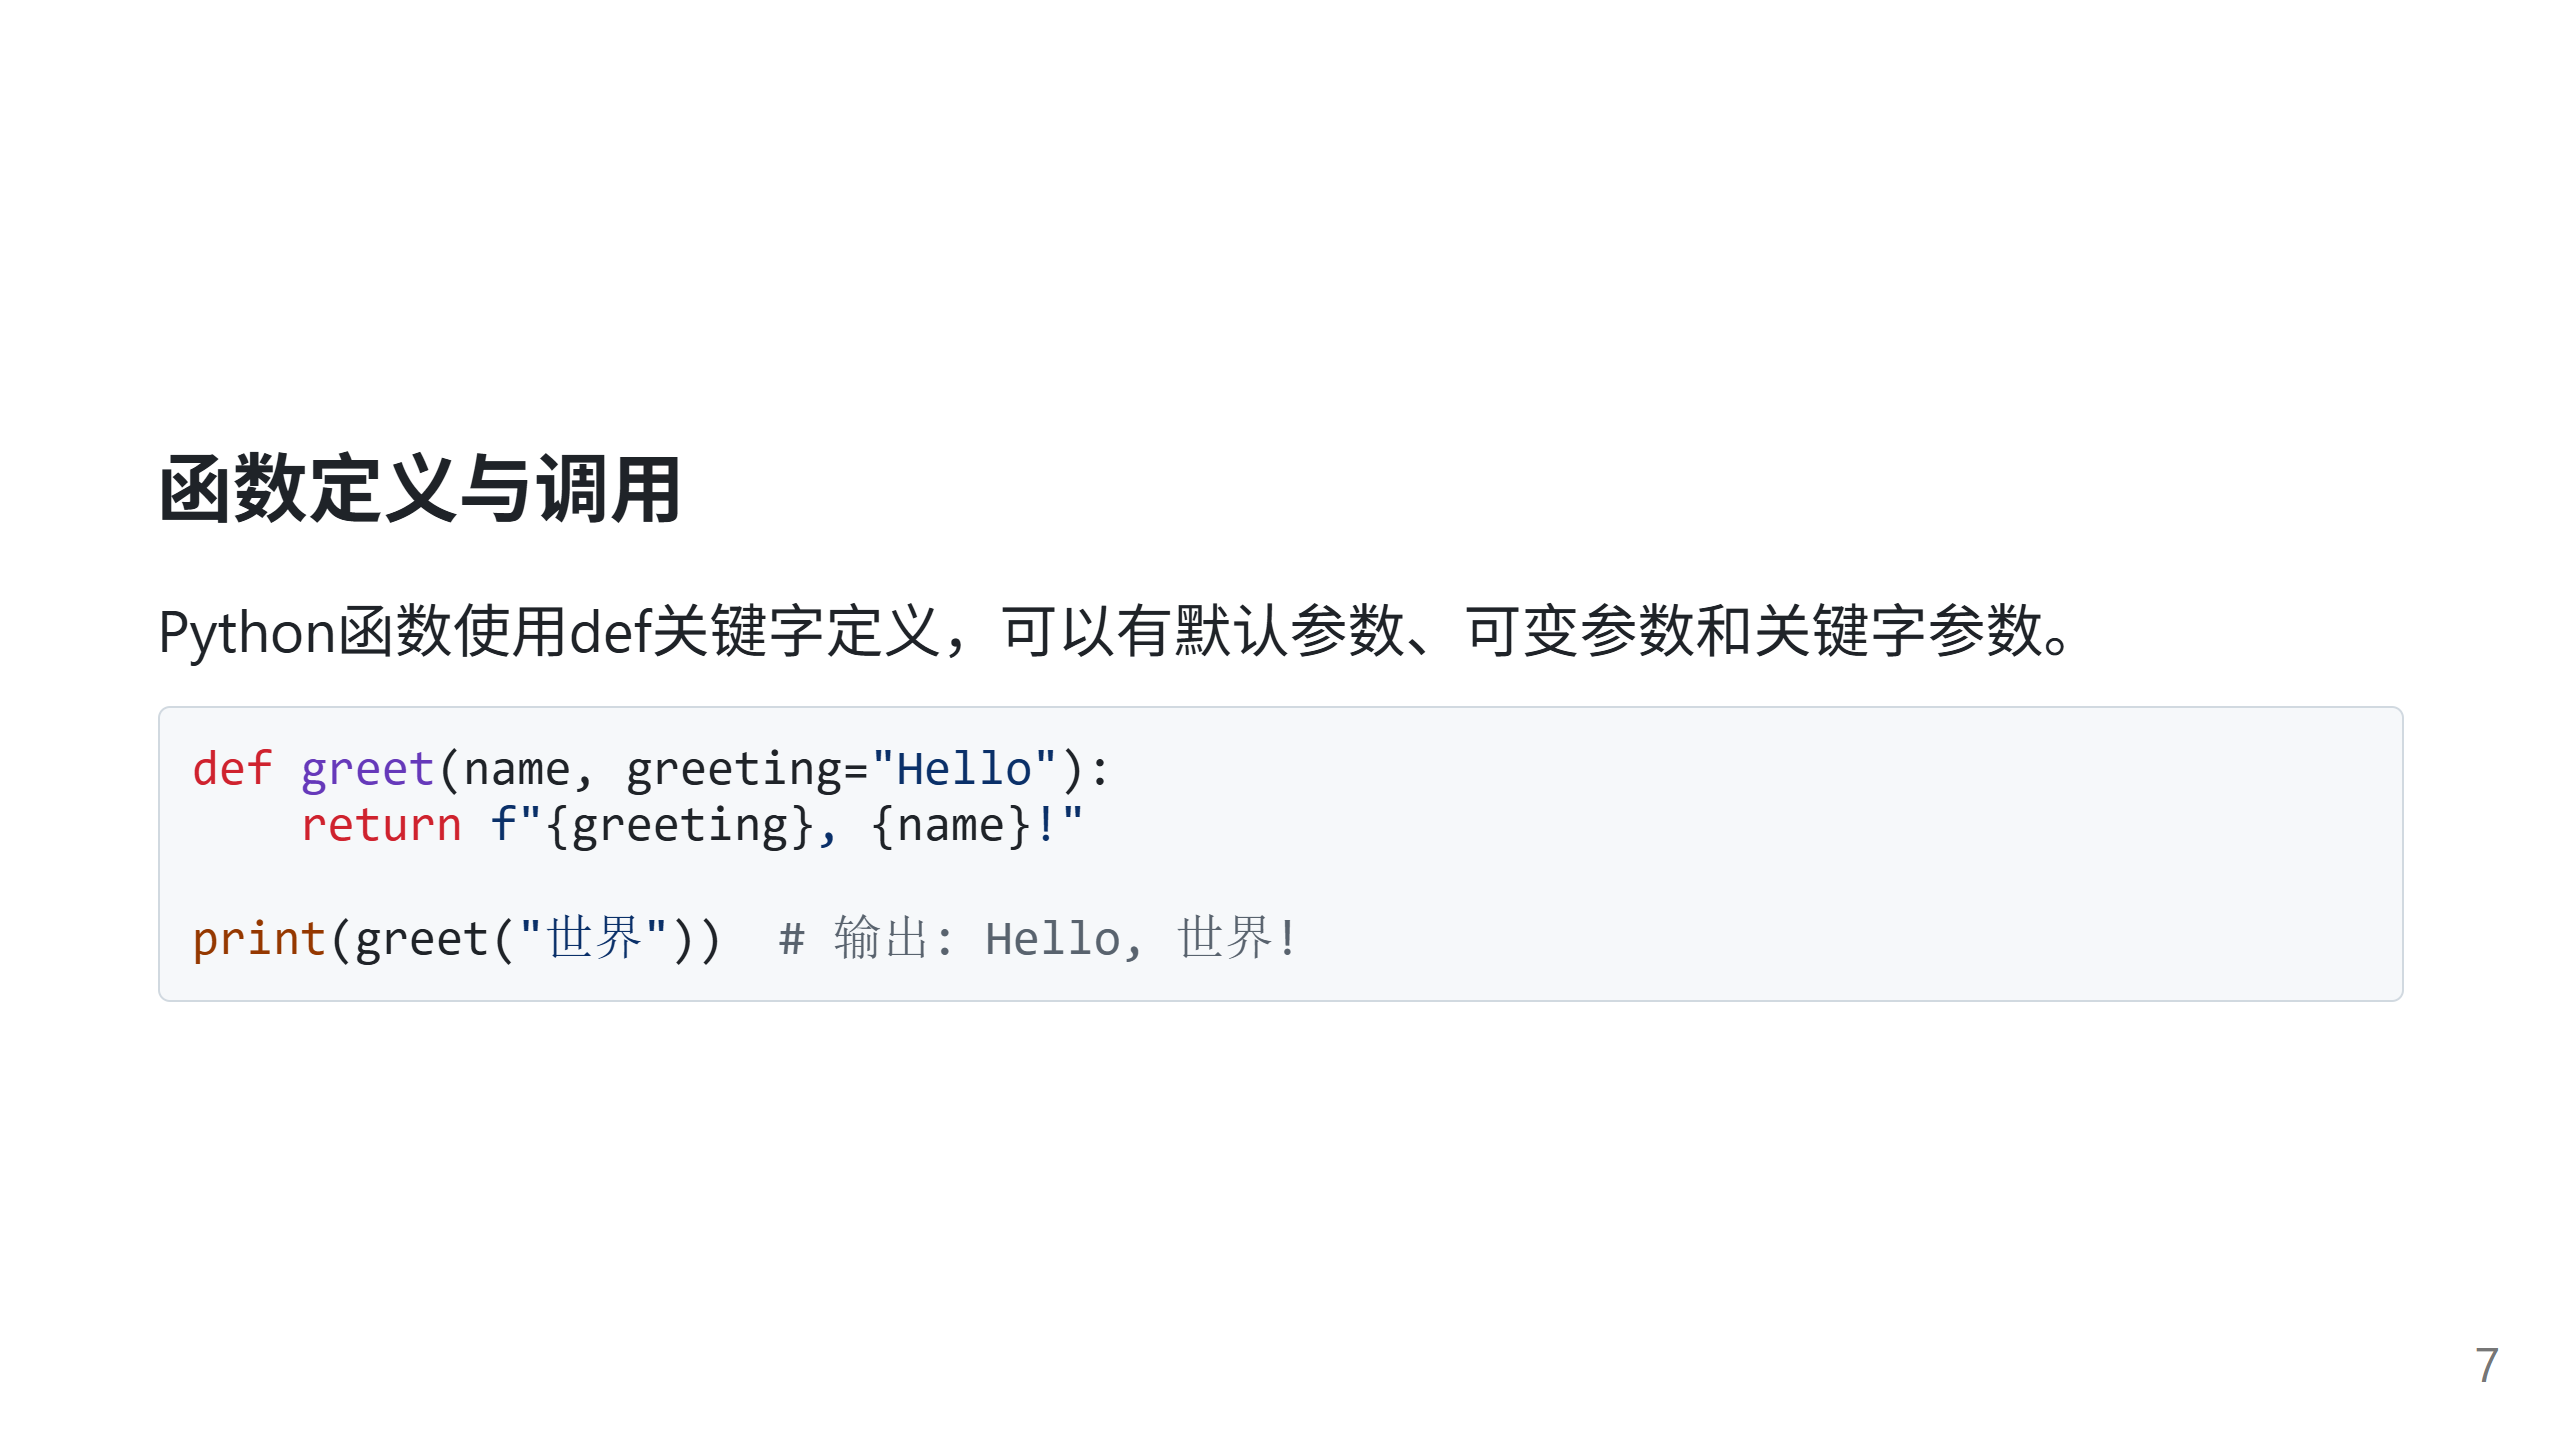 函数定义与调用
Python函数使用def关键字定义，可以有默认参数、可变参数和关键字参数。
def greet(name, greeting="Hello"):
    return f"{greeting}, {name}!"
print(greet("世界"))  # 输出: Hello, 世界!
7